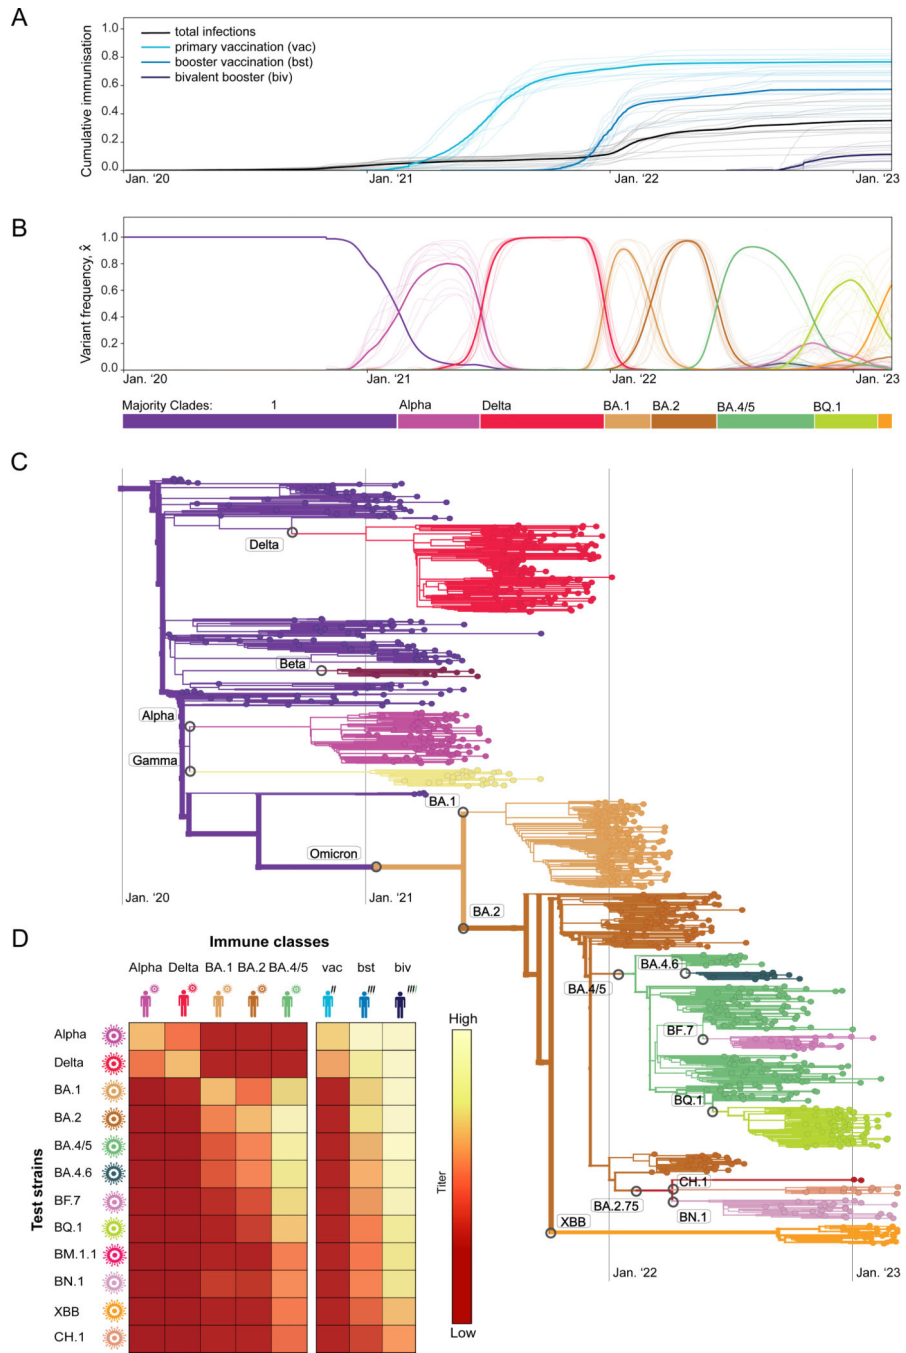 A
Cumulative immunisation
1.0
0.8
0.6
0.4
0.2
0.0
total infections
primary vaccination (vac)
booster vaccination (bst)
bivalent booster (biv)
Jan. '20
Jan. '21
Jan. '22
Jan. '23
B
Variant frequency, x̂
1.0
0.8
0.6
0.4
0.2
0.0
Jan. '20
Jan. '21
Jan. '22
Jan. '23
Majority Clades: 1 Alpha Delta BA.1 BA.2 BA.4/5 BQ.1
C
Delta
Beta
Alpha
Gamma
BA.1
Omicron
Jan. '20
Jan. '21
BA.2
BA.4.6
BA.4/5
BF.7
BQ.1
CH.1
BA.2.75
BN.1
XBB
Jan. '22
Jan. '23
D
Immune classes
Alpha Delta BA.1 BA.2 BA.4/5 vac bst biv
Test strains
Alpha
Delta
BA.1
BA.2
BA.4/5
BA.4.6
BF.7
BQ.1
BM.1.1
BN.1
XBB
CH.1
High
Titer
Low